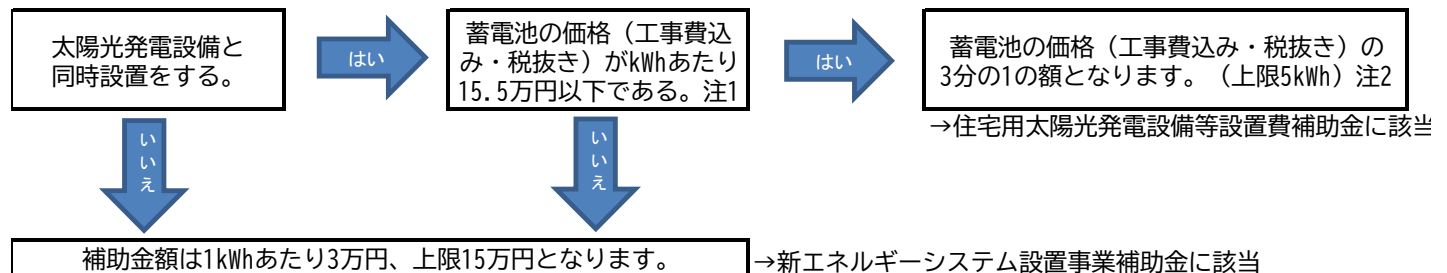 太陽光発電設備と
同時設置をする。
はい
蓄電池の価格（工事費込
み・税抜き）がkWhあたり
15.5万円以下である。注1
はい
蓄電池の価格（工事費込み・税抜き）の
3分の1の額となります。（上限5kWh）注2
→住宅用太陽光発電設備等設置費補助金に該当
いいえ
いいえ
補助金額は1kWhあたり3万円、上限15万円となります。
→新エネルギーシステム設置事業補助金に該当